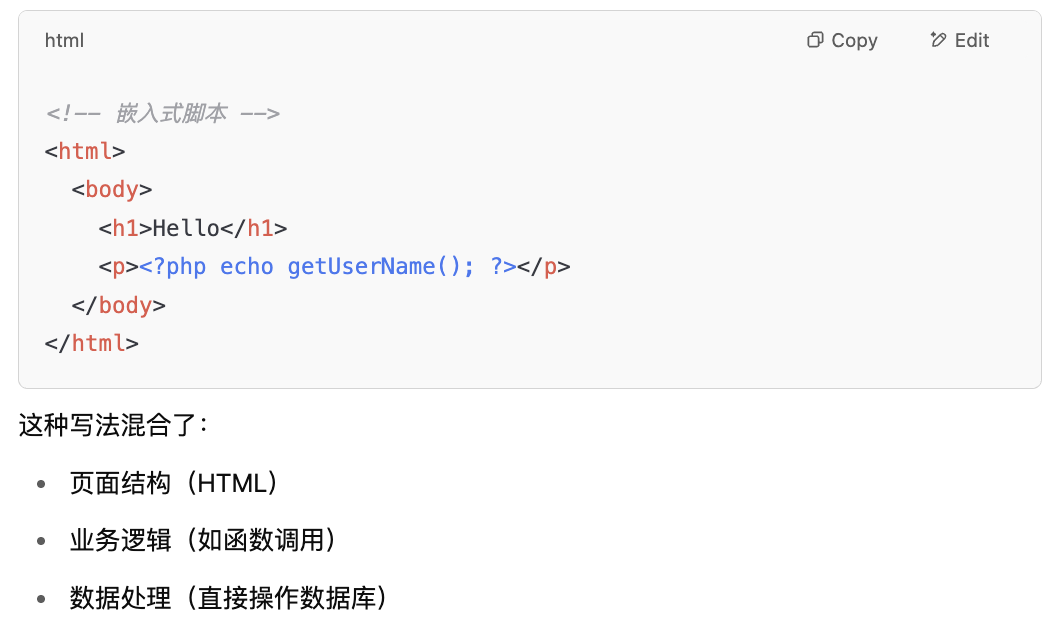 html Copy Edit
<!-- 嵌入式脚本 -->
<html>
  <body>
    <h1>Hello</h1>
    <p><?php echo getUserName(); ?></p>
  </body>
</html>
这种写法混合了：
• 页面结构（HTML）
• 业务逻辑（如函数调用）
• 数据处理（直接操作数据库）